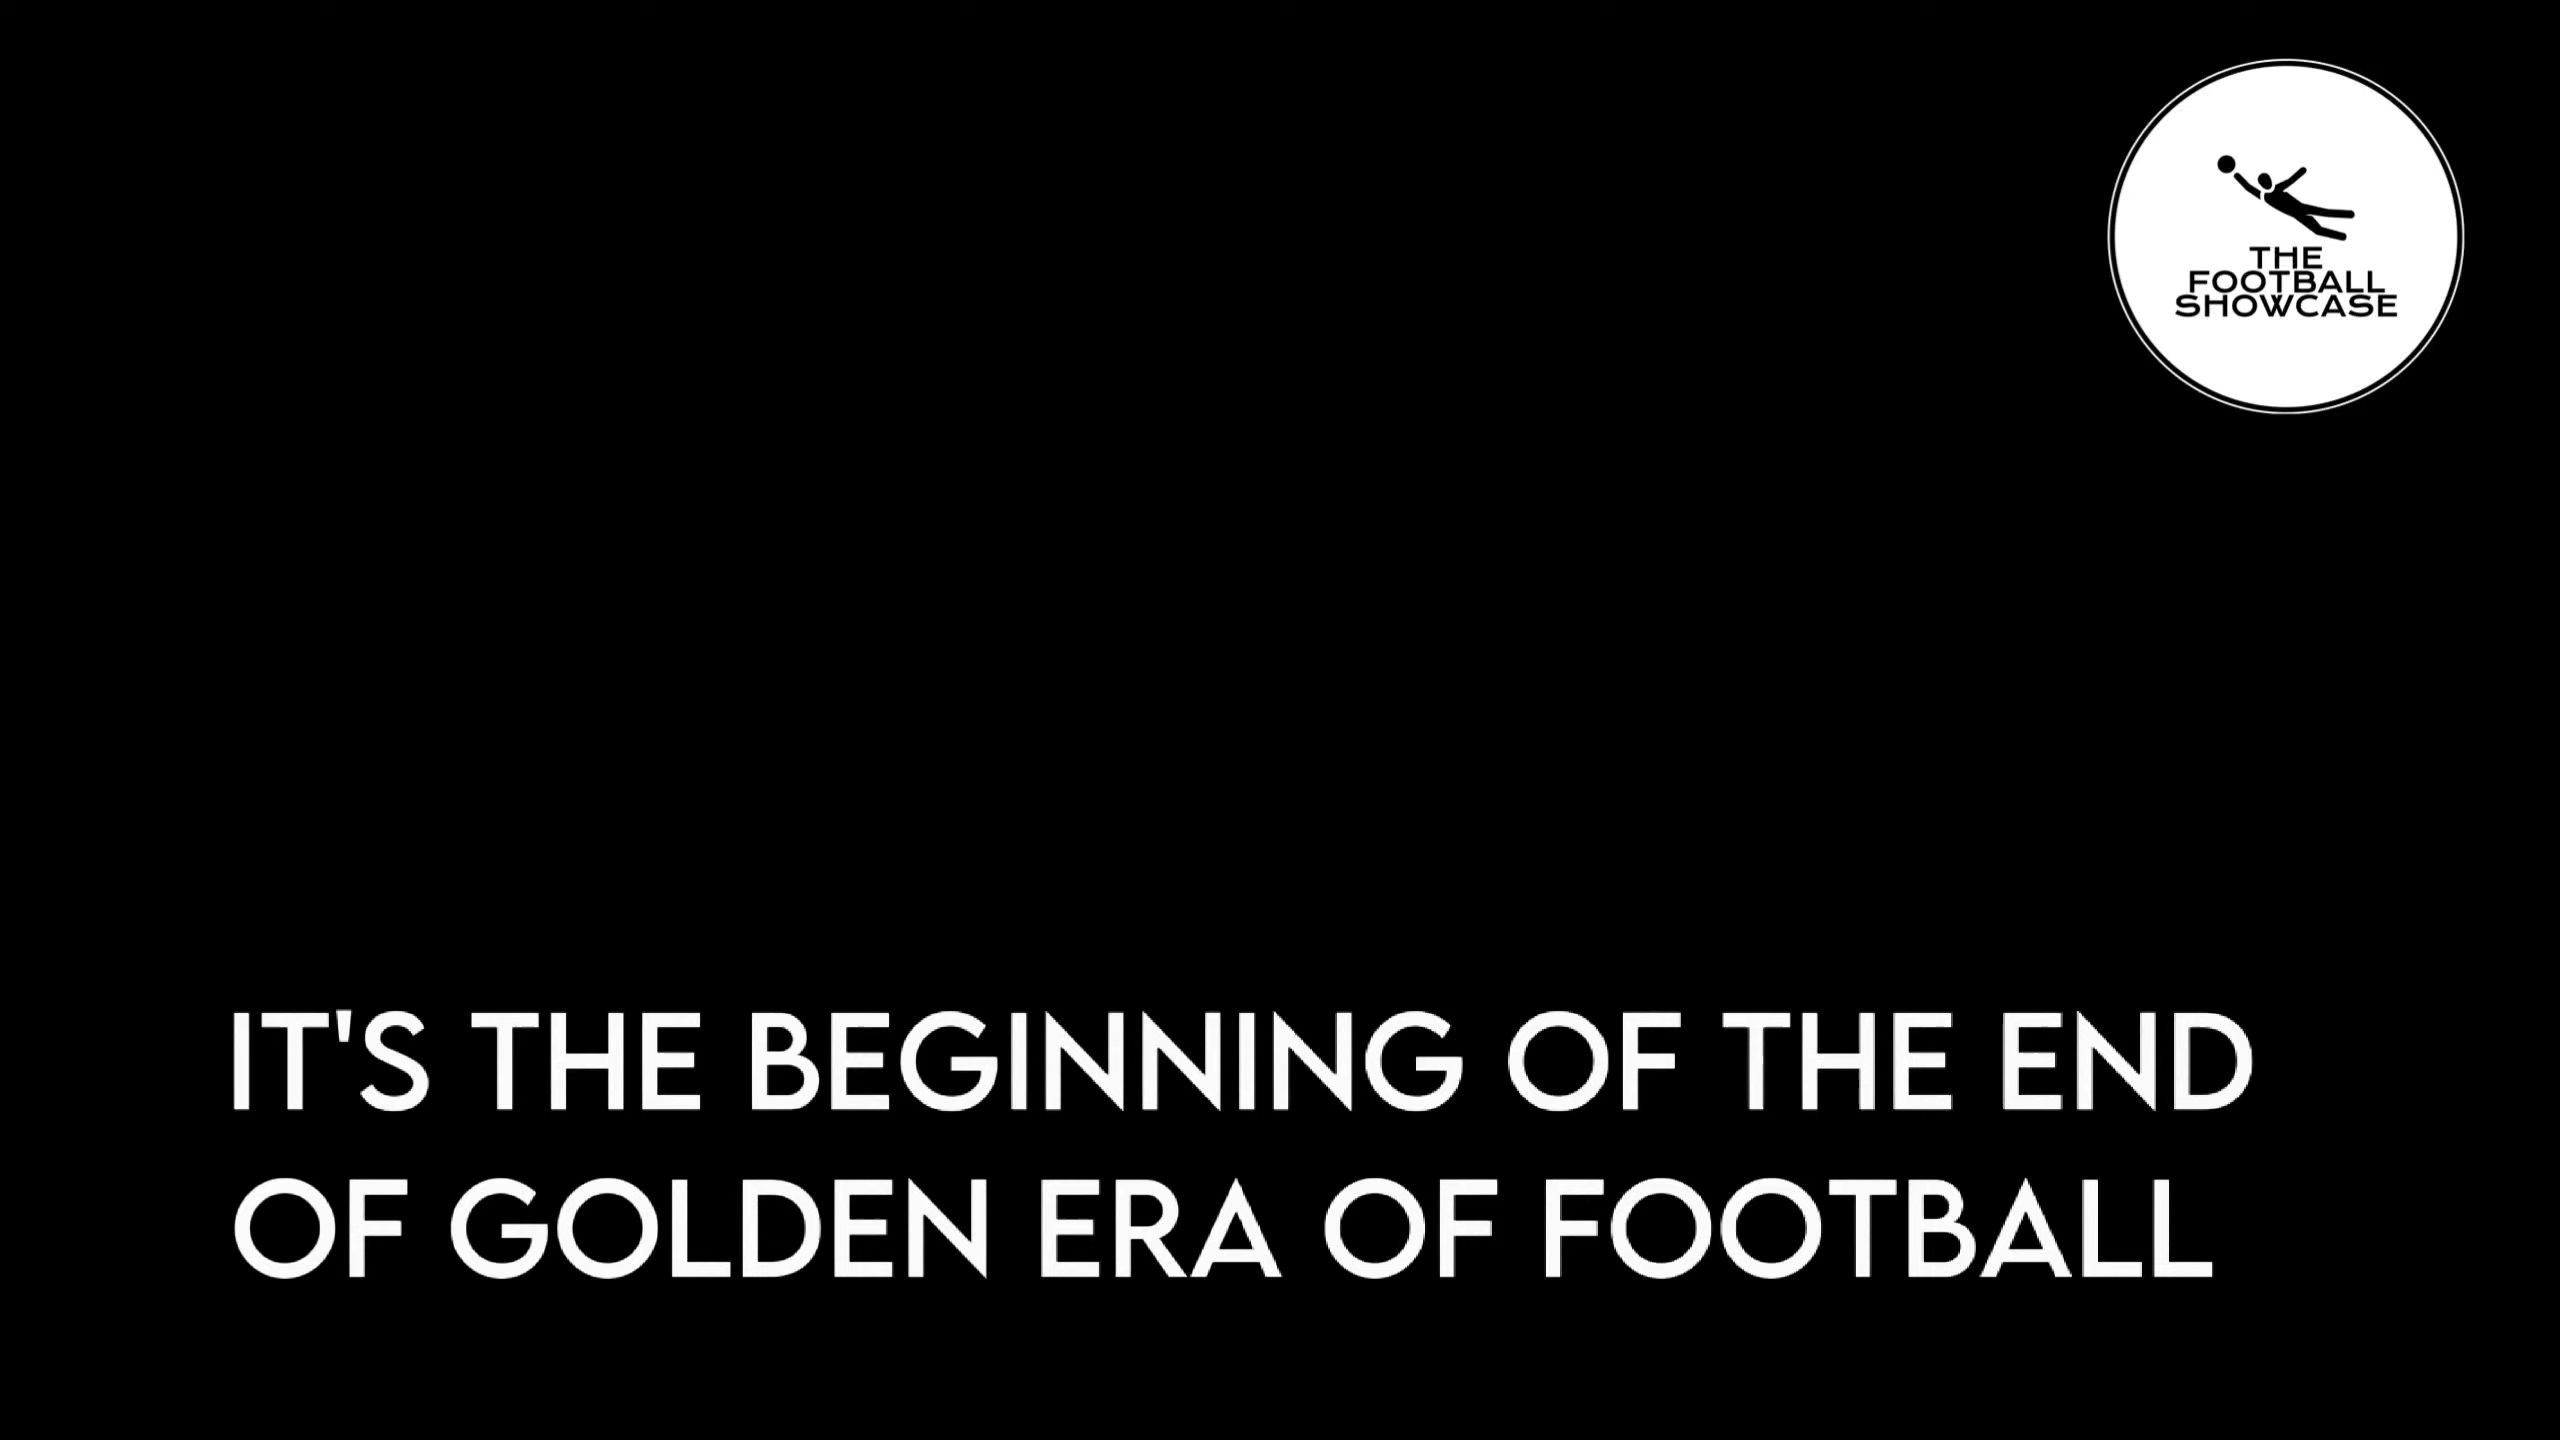 THE
FOOTBALL
SHOWCASE
IT'S THE BEGINNING OF THE END
OF GOLDEN ERA OF FOOTBALL